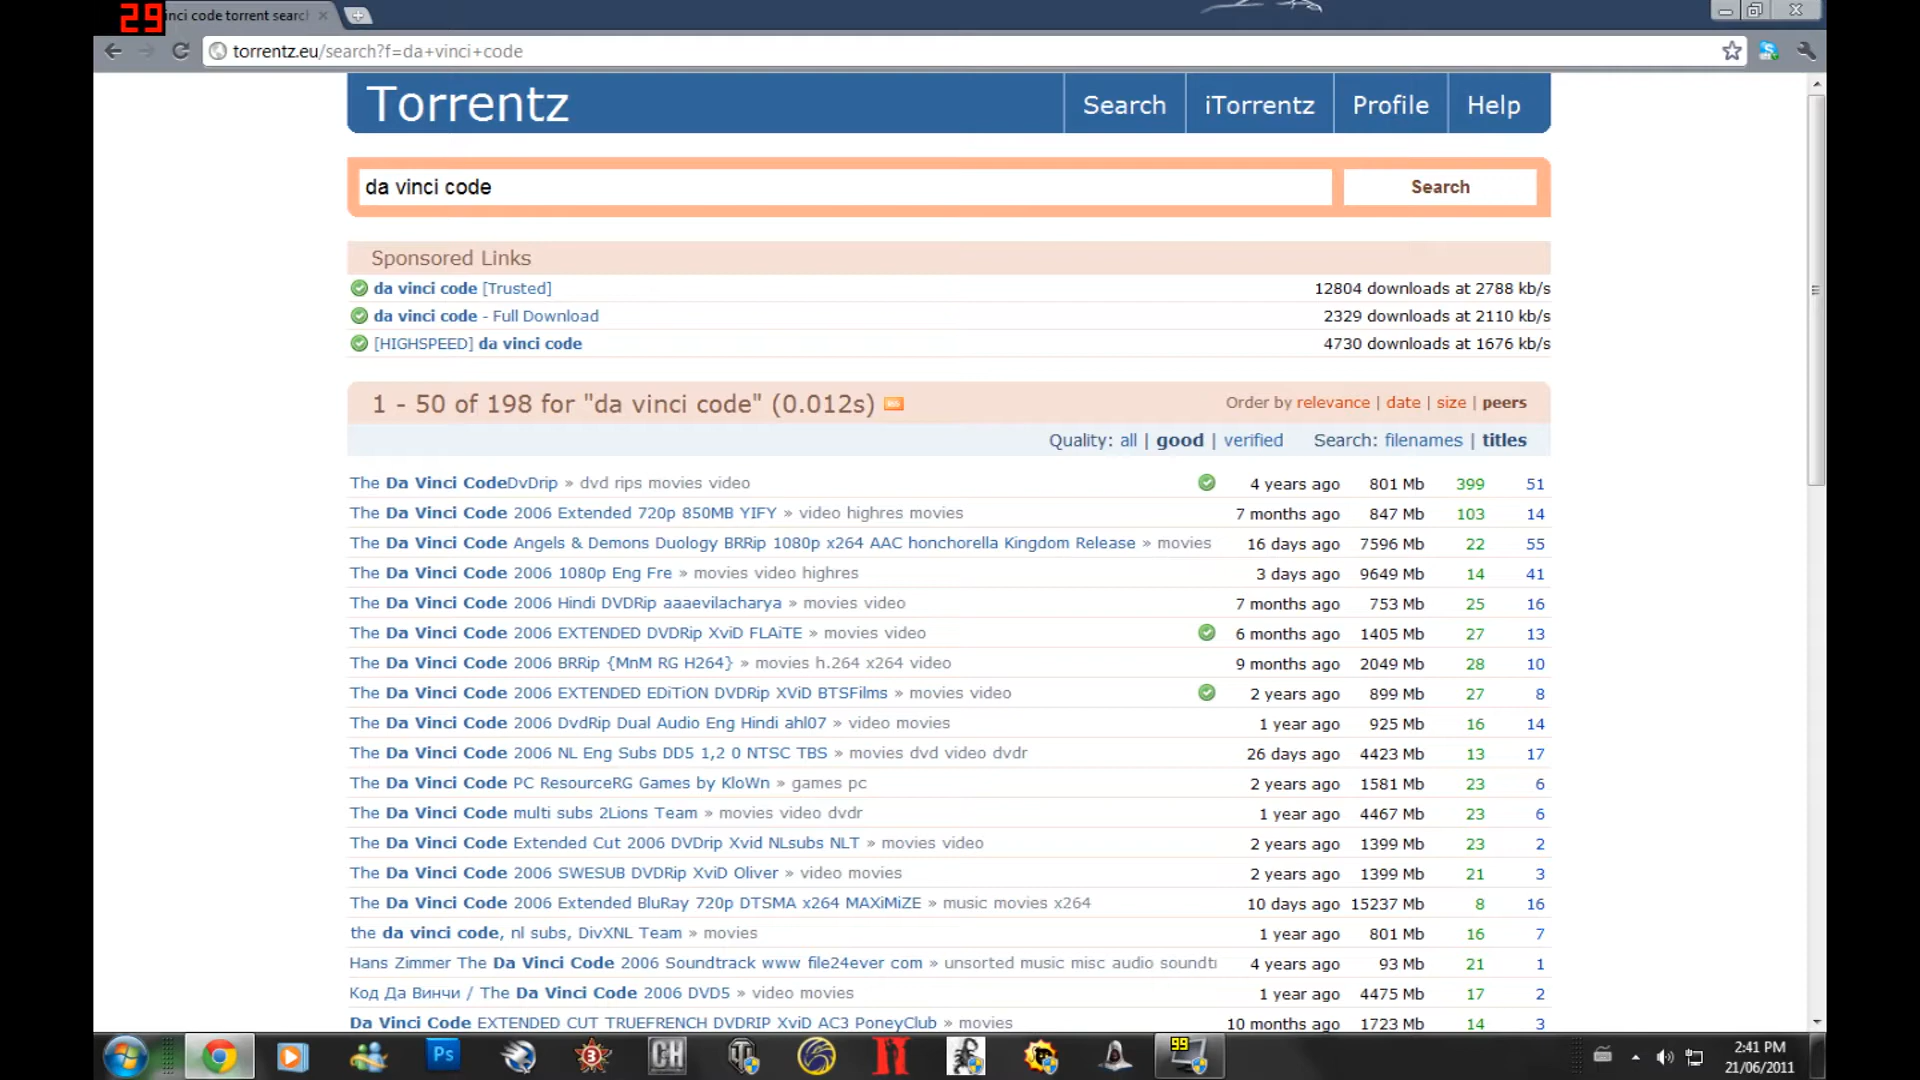 29
inci code torrent search
torrentz.eu/search?f=da+vinci+code
Torrentz
Search
iTorrentz
Profile
Help
da vinci code
Search
Sponsored Links
da vinci code [Trusted] 12804 downloads at 2788 kb/s
da vinci code - Full Download 2329 downloads at 2110 kb/s
[HIGHSPEED] da vinci code 4730 downloads at 1676 kb/s
1 - 50 of 198 for "da vinci code" (0.012s) Order by relevance | date | size | peers
Quality: all | good | verified Search: filenames | titles
The Da Vinci CodeDvDrip » dvd rips movies video 4 years ago 801 Mb 399 51
The Da Vinci Code 2006 Extended 720p 850MB YIFY » video highres movies 7 months ago 847 Mb 103 14
The Da Vinci Code Angels & Demons Duology BRRip 1080p x264 AAC honchorella Kingdom Release » movies 16 days ago 7596 Mb 22 55
The Da Vinci Code 2006 1080p Eng Fre » movies video highres 3 days ago 9649 Mb 14 41
The Da Vinci Code 2006 Hindi DVDRip aaaevilacharya » movies video 7 months ago 753 Mb 25 16
The Da Vinci Code 2006 EXTENDED DVDRip XviD FLAiTE » movies video 6 months ago 1405 Mb 27 13
The Da Vinci Code 2006 BRRip {MnM RG H264} » movies h.264 x264 video 9 months ago 2049 Mb 28 10
The Da Vinci Code 2006 EXTENDED EDiTiON DVDRip XViD BTSFilms » movies video 2 years ago 899 Mb 27 8
The Da Vinci Code 2006 DvdRip Dual Audio Eng Hindi ahl07 » video movies 1 year ago 925 Mb 16 14
The Da Vinci Code 2006 NL Eng Subs DD5 1,2 0 NTSC TBS » movies dvd video dvdr 26 days ago 4423 Mb 13 17
The Da Vinci Code PC ResourceRG Games by KloWn » games pc 2 years ago 1581 Mb 23 6
The Da Vinci Code multi subs 2Lions Team » movies video dvdr 1 year ago 4467 Mb 23 6
The Da Vinci Code Extended Cut 2006 DVDrip Xvid NLsubs NLT » movies video 2 years ago 1399 Mb 23 2
The Da Vinci Code 2006 SWESUB DVDRip XviD Oliver » video movies 2 years ago 1399 Mb 21 3
The Da Vinci Code 2006 Extended BluRay 720p DTSMA x264 MAXiMiZE » music movies x264 10 days ago 15237 Mb 8 16
the da vinci code, nl subs, DivXNL Team » movies 1 year ago 801 Mb 16 7
Hans Zimmer The Da Vinci Code 2006 Soundtrack www file24ever com » unsorted music misc audio soundtr 4 years ago 93 Mb 21 1
Код Да Винчи / The Da Vinci Code 2006 DVD5 » video movies 1 year ago 4475 Mb 17 2
Da Vinci Code EXTENDED CUT TRUEFRENCH DVDRIP XviD AC3 PoneyClub » movies 10 months ago 1723 Mb 14 3
Ps
3
CH
99
2:41 PM
21/06/2011